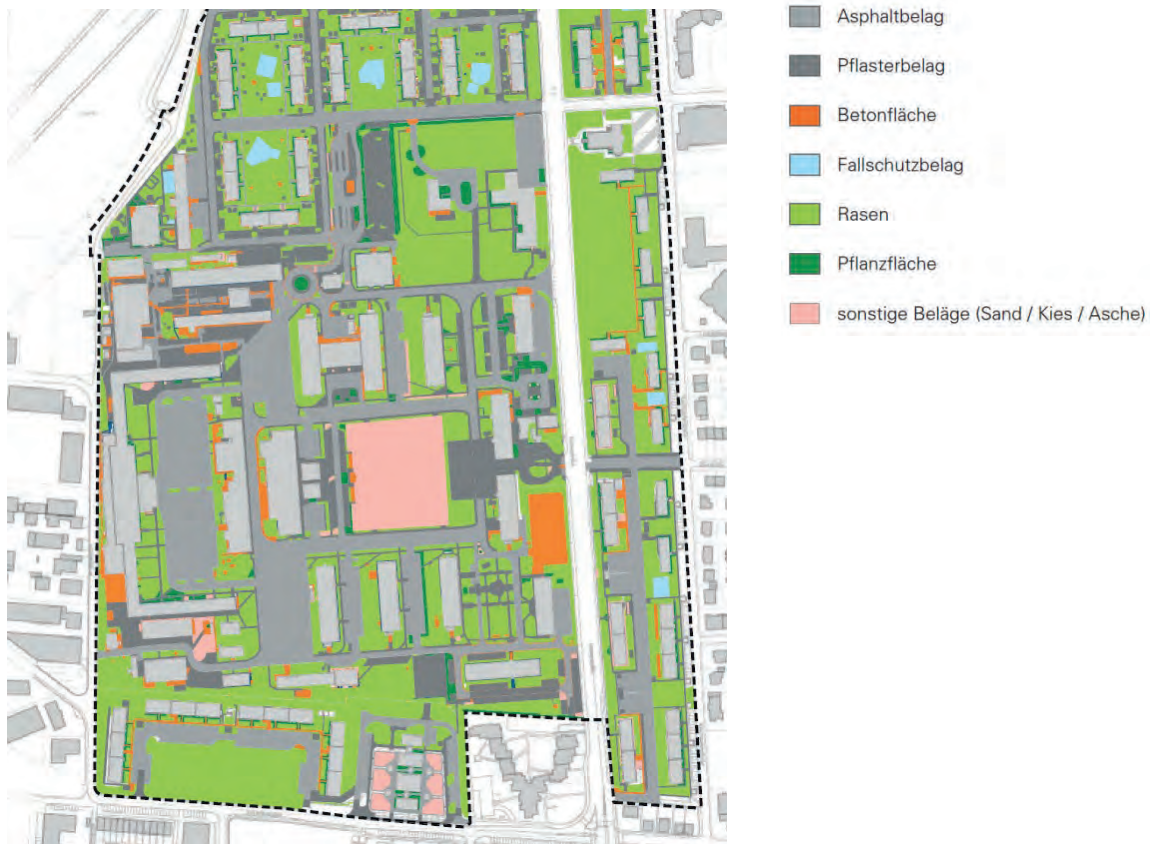 Asphaltbelag
Pflasterbelag
Betonfläche
Fallschutzbelag
Rasen
Pflanzfläche
sonstige Beläge (Sand / Kies / Asche)